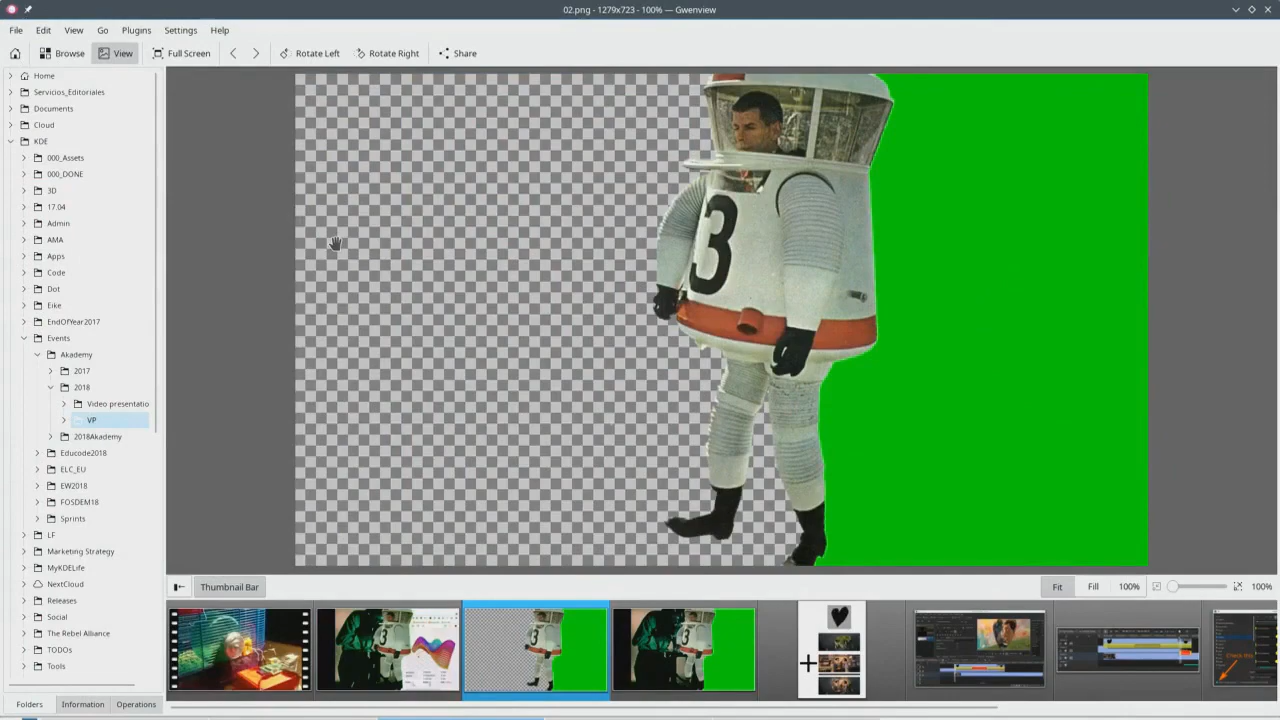 02.png - 1279x723 - 100% — Gwenview
File Edit View Go Plugins Settings Help
Browse View Full Screen Rotate Left Rotate Right Share
Home
Servicios_Editoriales
Documents
Cloud
KDE
000_Assets
000_DONE
3D
17.04
Admin
AMA
Apps
Code
Dot
Eike
EndOfYear2017
Events
Akademy
2017
2018
Video presentatio
VP
2018Akademy
Educode2018
ELC_EU
EW2018
FOSDEM18
Sprints
LF
Marketing Strategy
MyKDELife
NextCloud
Releases
Social
The Rebel Alliance
TODOs
Tools
3
Thumbnail Bar
Fit Fill 100% 100%
Folders Information Operations